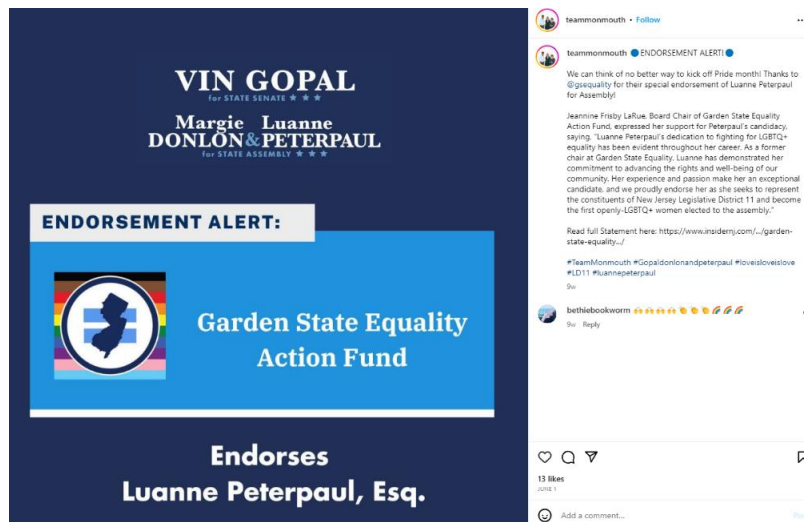 VIN GOPAL
for STATE SENATE ★ ★ ★
Margie Luanne
DONLON&PETERPAUL
for STATE ASSEMBLY ★ ★ ★
ENDORSEMENT ALERT:
Garden State Equality
Action Fund
Endorses
Luanne Peterpaul, Esq.
teammonmouth • Follow
teammonmouth 🔵ENDORSEMENT ALERT!🔵
We can think of no better way to kick off Pride month! Thanks to
@gsequality for their special endorsement of Luanne Peterpaul
for Assembly!
Jeannine Frisby LaRue, Board Chair of Garden State Equality
Action Fund, expressed her support for Peterpaul's candidacy,
saying, "Luanne Peterpaul's dedication to fighting for LGBTQ+
equality has been evident throughout her career. As a former
chair at Garden State Equality, Luanne has demonstrated her
commitment to advancing the rights and well-being of our
community. Her experience and passion make her an exceptional
candidate, and we proudly endorse her as she seeks to represent
the constituents of New Jersey Legislative District 11 and become
the first openly-LGBTQ+ women elected to the assembly."
Read full Statement here: https://www.insidernj.com/.../garden-
state-equality.../
#TeamMonmouth #Gopaldonlonandpeterpaul #loveisloveislove
#LD11 #luannepeterpaul
9w
bethiebookworm 🙌🙌🙌🙌👏👏👏🌈🌈🌈
9w Reply
13 likes
JUNE 1
Add a comment...